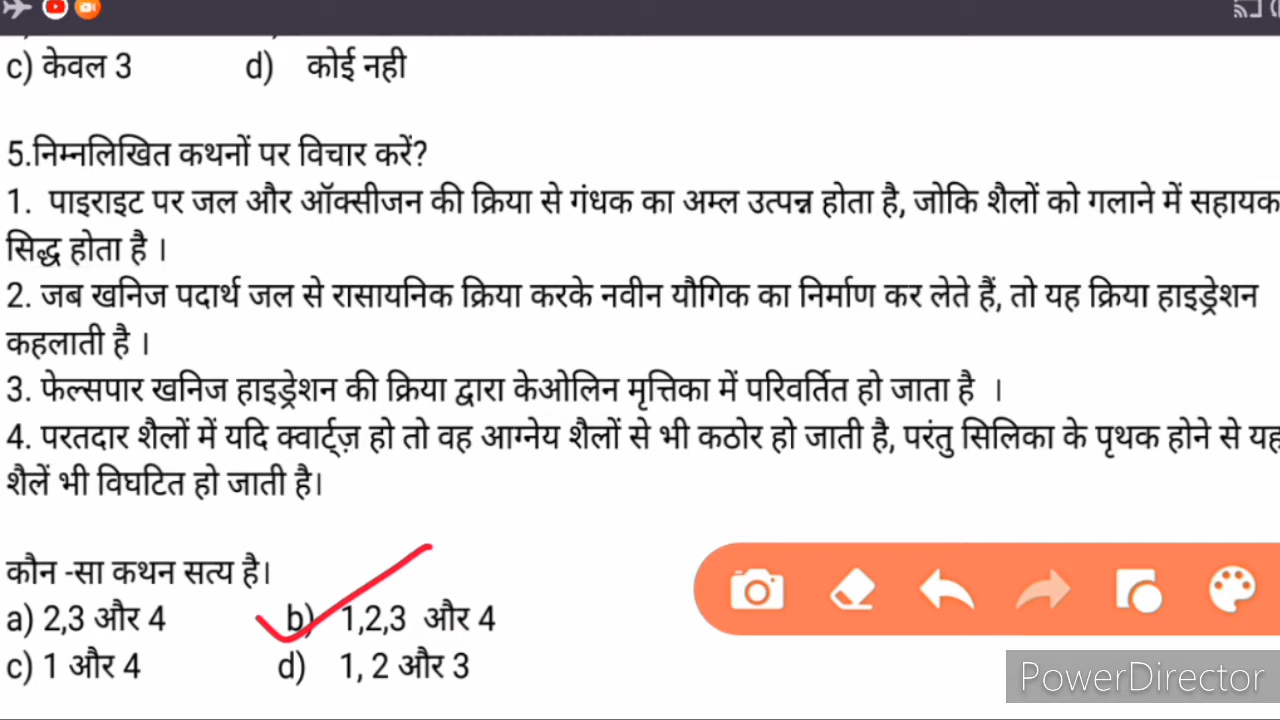 c) केवल 3 d) कोई नही
5.निम्नलिखित कथनों पर विचार करें?
1. पाइराइट पर जल और ऑक्सीजन की क्रिया से गंधक का अम्ल उत्पन्न होता है, जोकि शैलों को गलाने में सहायक
सिद्ध होता है ।
2. जब खनिज पदार्थ जल से रासायनिक क्रिया करके नवीन यौगिक का निर्माण कर लेते हैं, तो यह क्रिया हाइड्रेशन
कहलाती है ।
3. फेल्सपार खनिज हाइड्रेशन की क्रिया द्वारा केओलिन मृत्तिका में परिवर्तित हो जाता है ।
4. परतदार शैलों में यदि क्वार्ट्ज़ हो तो वह आग्नेय शैलों से भी कठोर हो जाती है, परंतु सिलिका के पृथक होने से यह
शैलें भी विघटित हो जाती है।
कौन -सा कथन सत्य है।
a) 2,3 और 4 b) 1,2,3 और 4
c) 1 और 4 d) 1, 2 और 3
PowerDirector